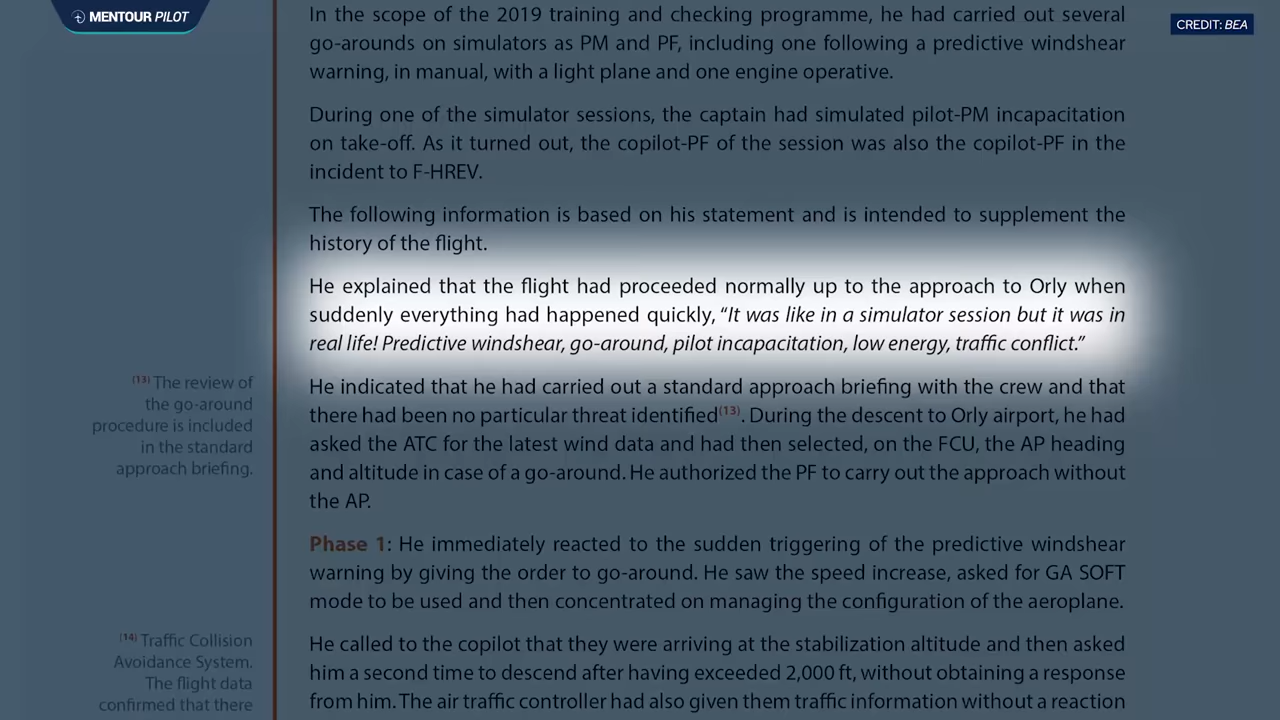 MENTOUR PILOT
CREDIT: BEA
In the scope of the 2019 training and checking programme, he had carried out several
go-arounds on simulators as PM and PF, including one following a predictive windshear
warning, in manual, with a light plane and one engine operative.
During one of the simulator sessions, the captain had simulated pilot-PM incapacitation
on take-off. As it turned out, the copilot-PF of the session was also the copilot-PF in the
incident to F-HREV.
The following information is based on his statement and is intended to supplement the
history of the flight.
He explained that the flight had proceeded normally up to the approach to Orly when
suddenly everything had happened quickly, “It was like in a simulator session but it was in
real life! Predictive windshear, go-around, pilot incapacitation, low energy, traffic conflict.”
He indicated that he had carried out a standard approach briefing with the crew and that
there had been no particular threat identified(13). During the descent to Orly airport, he had
asked the ATC for the latest wind data and had then selected, on the FCU, the AP heading
and altitude in case of a go-around. He authorized the PF to carry out the approach without
the AP.
(13) The review of
the go-around
procedure is included
in the standard
approach briefing.
Phase 1: He immediately reacted to the sudden triggering of the predictive windshear
warning by giving the order to go-around. He saw the speed increase, asked for GA SOFT
mode to be used and then concentrated on managing the configuration of the aeroplane.
He called to the copilot that they were arriving at the stabilization altitude and then asked
him a second time to descend after having exceeded 2,000 ft, without obtaining a response
from him. The air traffic controller had also given them traffic information without a reaction
(14) Traffic Collision
Avoidance System.
The flight data
confirmed that there